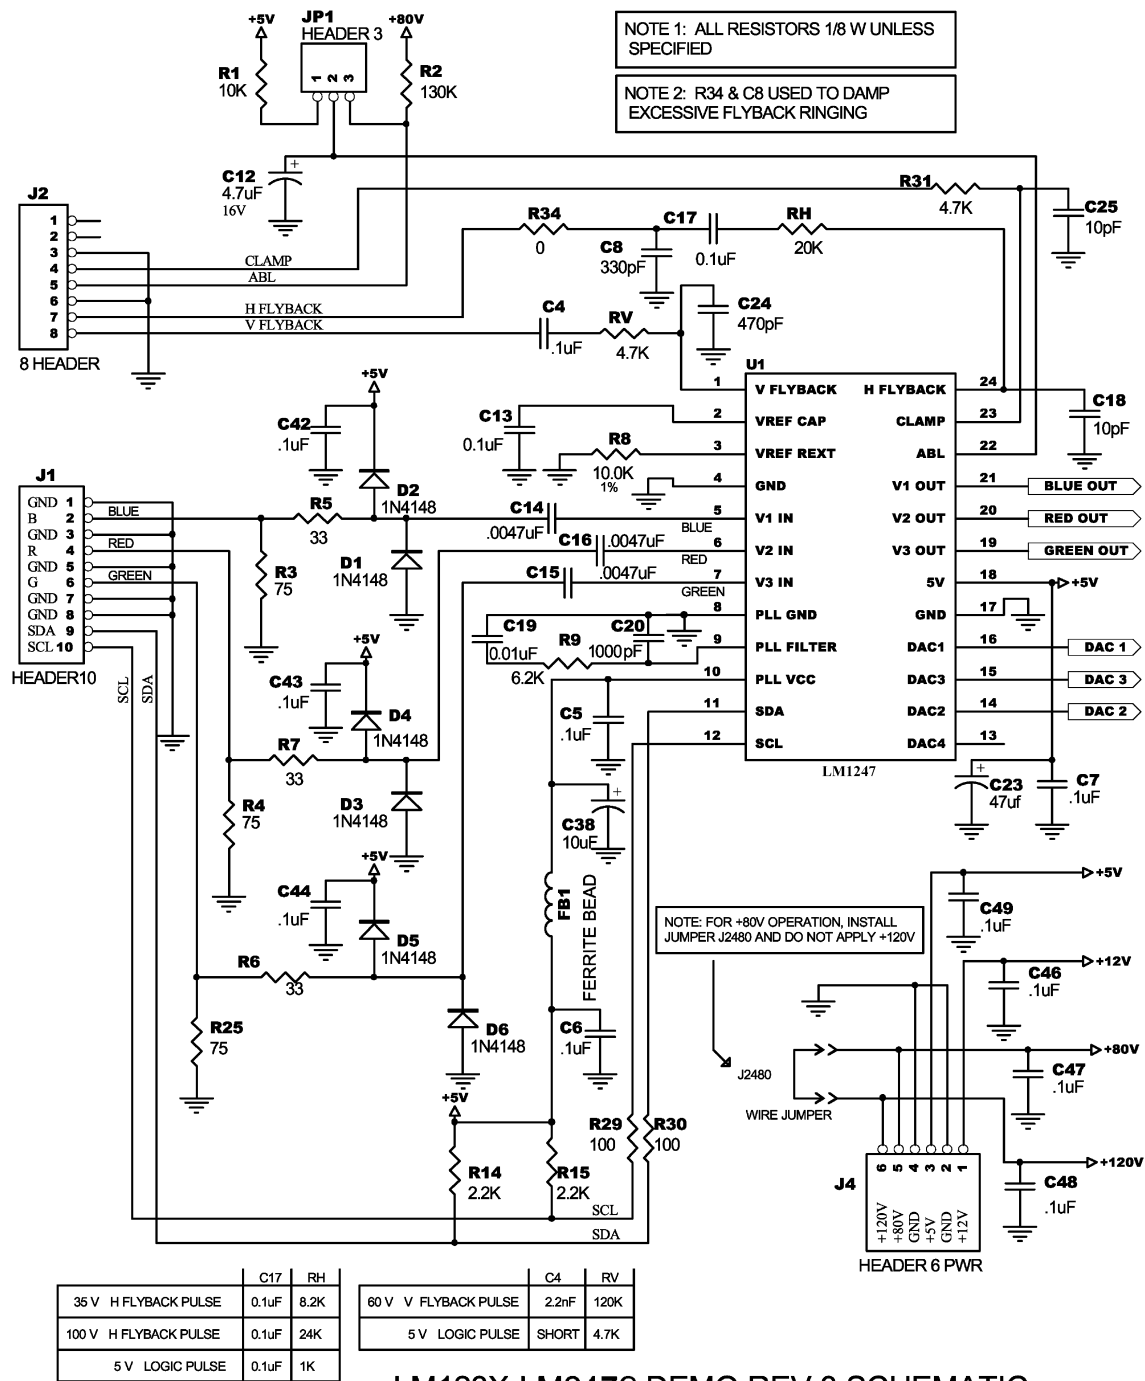 +5V
JP1
HEADER 3
+80V
R1
10K
1 2 3
R2
130K
NOTE 1: ALL RESISTORS 1/8 W UNLESS
SPECIFIED
NOTE 2: R34 & C8 USED TO DAMP
EXCESSIVE FLYBACK RINGING
C12
4.7uF
16V
+
J2
1
2
3
4
5
6
7
8
8 HEADER
CLAMP
ABL
H FLYBACK
V FLYBACK
R34
0
C8
330pF
C17
0.1uF
RH
20K
R31
4.7K
C25
10pF
C4
.1uF
RV
4.7K
C24
470pF
U1
1 V FLYBACK
2 VREF CAP
3 VREF REXT
4 GND
5 V1 IN
6 V2 IN
7 V3 IN
8 PLL GND
9 PLL FILTER
10 PLL VCC
11 SDA
12 SCL
H FLYBACK 24
CLAMP 23
ABL 22
V1 OUT 21 BLUE OUT
V2 OUT 20 RED OUT
V3 OUT 19 GREEN OUT
5V 18 +5V
GND 17
DAC1 16 DAC 1
DAC3 15 DAC 3
DAC2 14 DAC 2
DAC4 13
LM1247
C18
10pF
+5V
C42
.1uF
C13
0.1uF
R8
10.0K
1%
D2
1N4148
J1
GND 1
B 2
GND 3
R 4
GND 5
G 6
GND 7
GND 8
SDA 9
SCL 10
HEADER10
BLUE
RED
GREEN
SCL
SDA
R5
33
R3
75
D1
1N4148
C14
.0047uF
C16
.0047uF
C15
.0047uF
BLUE
RED
GREEN
C19
0.01uF
R9
6.2K
C20
1000pF
+5V
C43
.1uF
D4
1N4148
R7
33
R4
75
D3
1N4148
C5
.1uF
C38
10uF
+
C23
47uf
+
C7
.1uF
+5V
C44
.1uF
D5
1N4148
R6
33
R25
75
D6
1N4148
FB1
FERRITE BEAD
C6
.1uF
+5V
R14
2.2K
R15
2.2K
R29
100
R30
100
SCL
SDA
NOTE: FOR +80V OPERATION, INSTALL
JUMPER J2480 AND DO NOT APPLY +120V
J2480
WIRE JUMPER
+5V
C49
.1uF
+12V
C46
.1uF
+80V
C47
.1uF
+120V
C48
.1uF
J4
6 5 4 3 2 1
+120V
+80V
GND
+5V
GND
+12V
HEADER 6 PWR
C17 RH
35 V H FLYBACK PULSE 0.1uF 8.2K
100 V H FLYBACK PULSE 0.1uF 24K
5 V LOGIC PULSE 0.1uF 1K
C4 RV
60 V V FLYBACK PULSE 2.2nF 120K
5 V LOGIC PULSE SHORT 4.7K